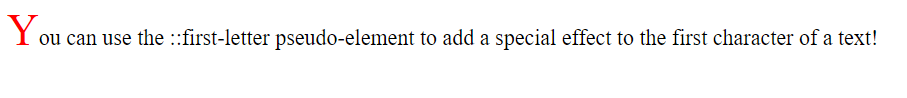 You can use the ::first-letter pseudo-element to add a special effect to the first character of a text!